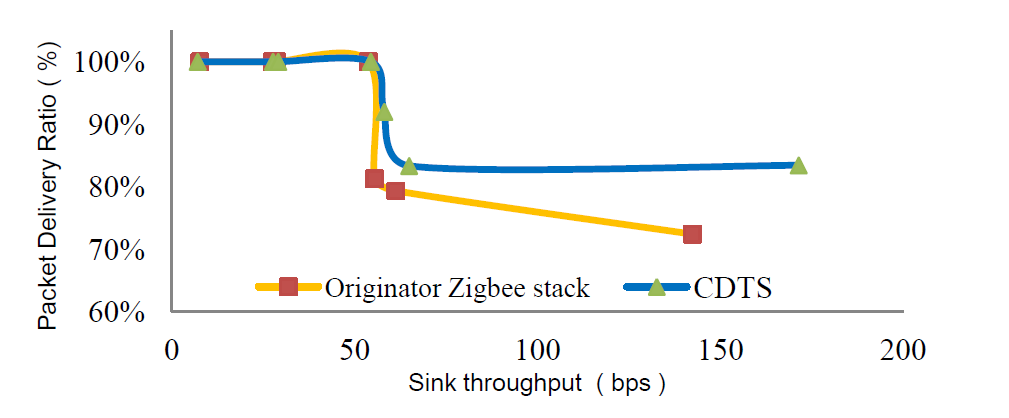 Packet Delivery Ratio ( %)
100%
90%
80%
70%
60%
Originator Zigbee stack
CDTS
0
50
100
150
200
Sink throughput ( bps )